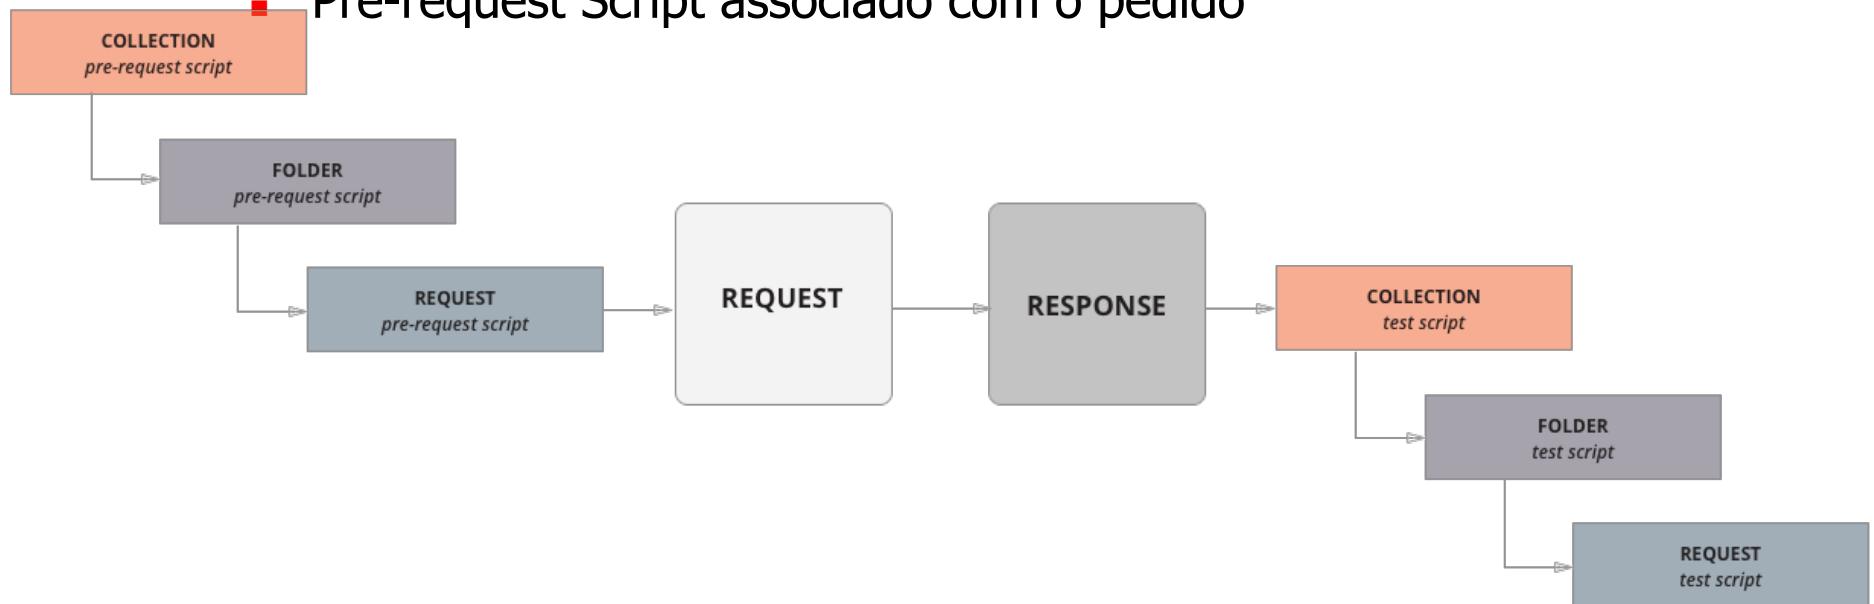 Pre-request Script associado com o pedido
COLLECTION
pre-request script
FOLDER
pre-request script
REQUEST
pre-request script
REQUEST
RESPONSE
COLLECTION
test script
FOLDER
test script
REQUEST
test script